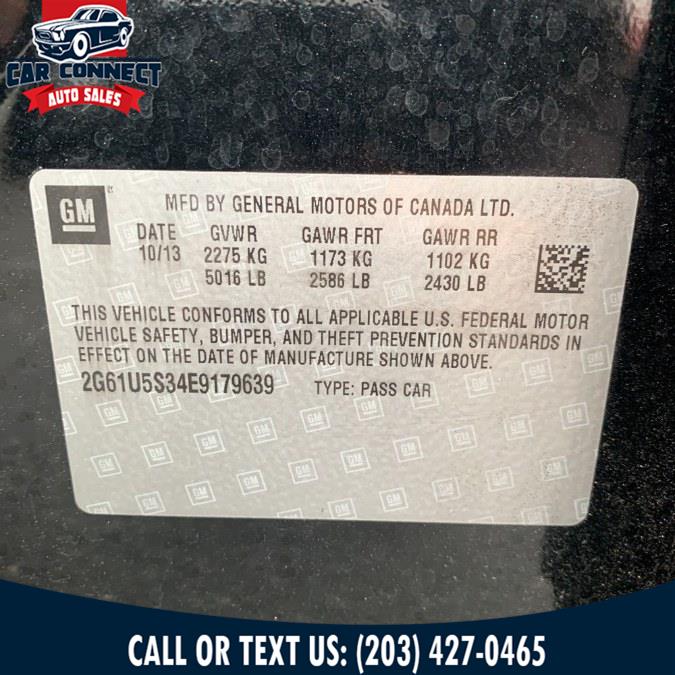 CAR CONNECT
AUTO SALES
GM
MFD BY GENERAL MOTORS OF CANADA LTD.
DATE GVWR GAWR FRT GAWR RR
10/13 2275 KG 1173 KG 1102 KG
5016 LB 2586 LB 2430 LB
THIS VEHICLE CONFORMS TO ALL APPLICABLE U.S. FEDERAL MOTOR
VEHICLE SAFETY, BUMPER, AND THEFT PREVENTION STANDARDS IN
EFFECT ON THE DATE OF MANUFACTURE SHOWN ABOVE.
2G61U5S34E9179639 TYPE: PASS CAR
CALL OR TEXT US: (203) 427-0465